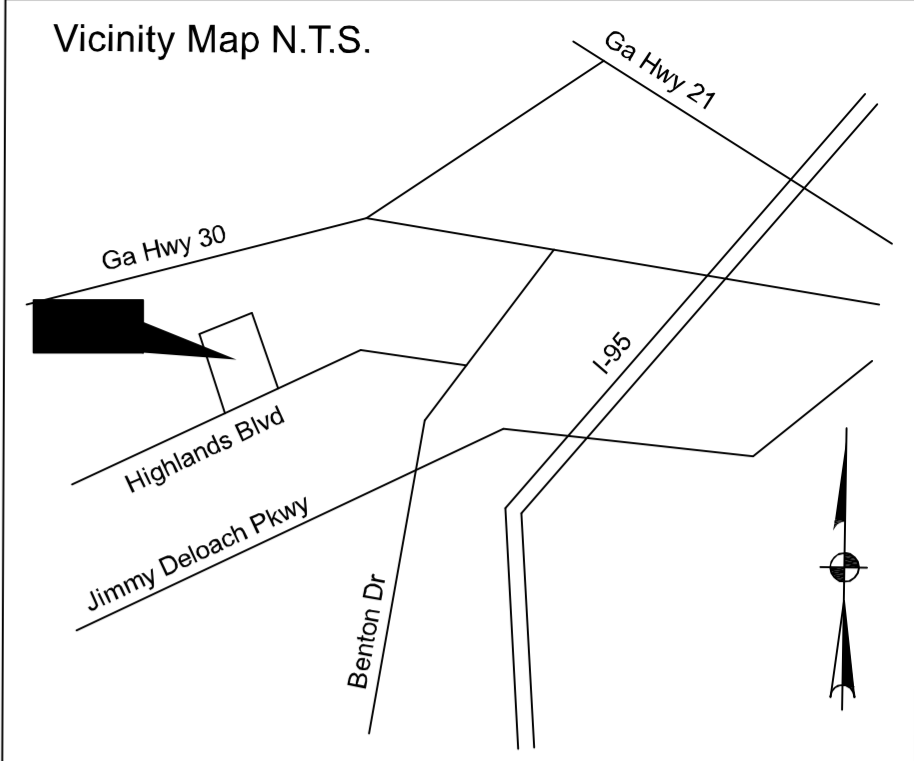 Vicinity Map N.T.S.
Ga Hwy 21
Ga Hwy 30
I-95
Highlands Blvd
Jimmy Deloach Pkwy
Benton Dr